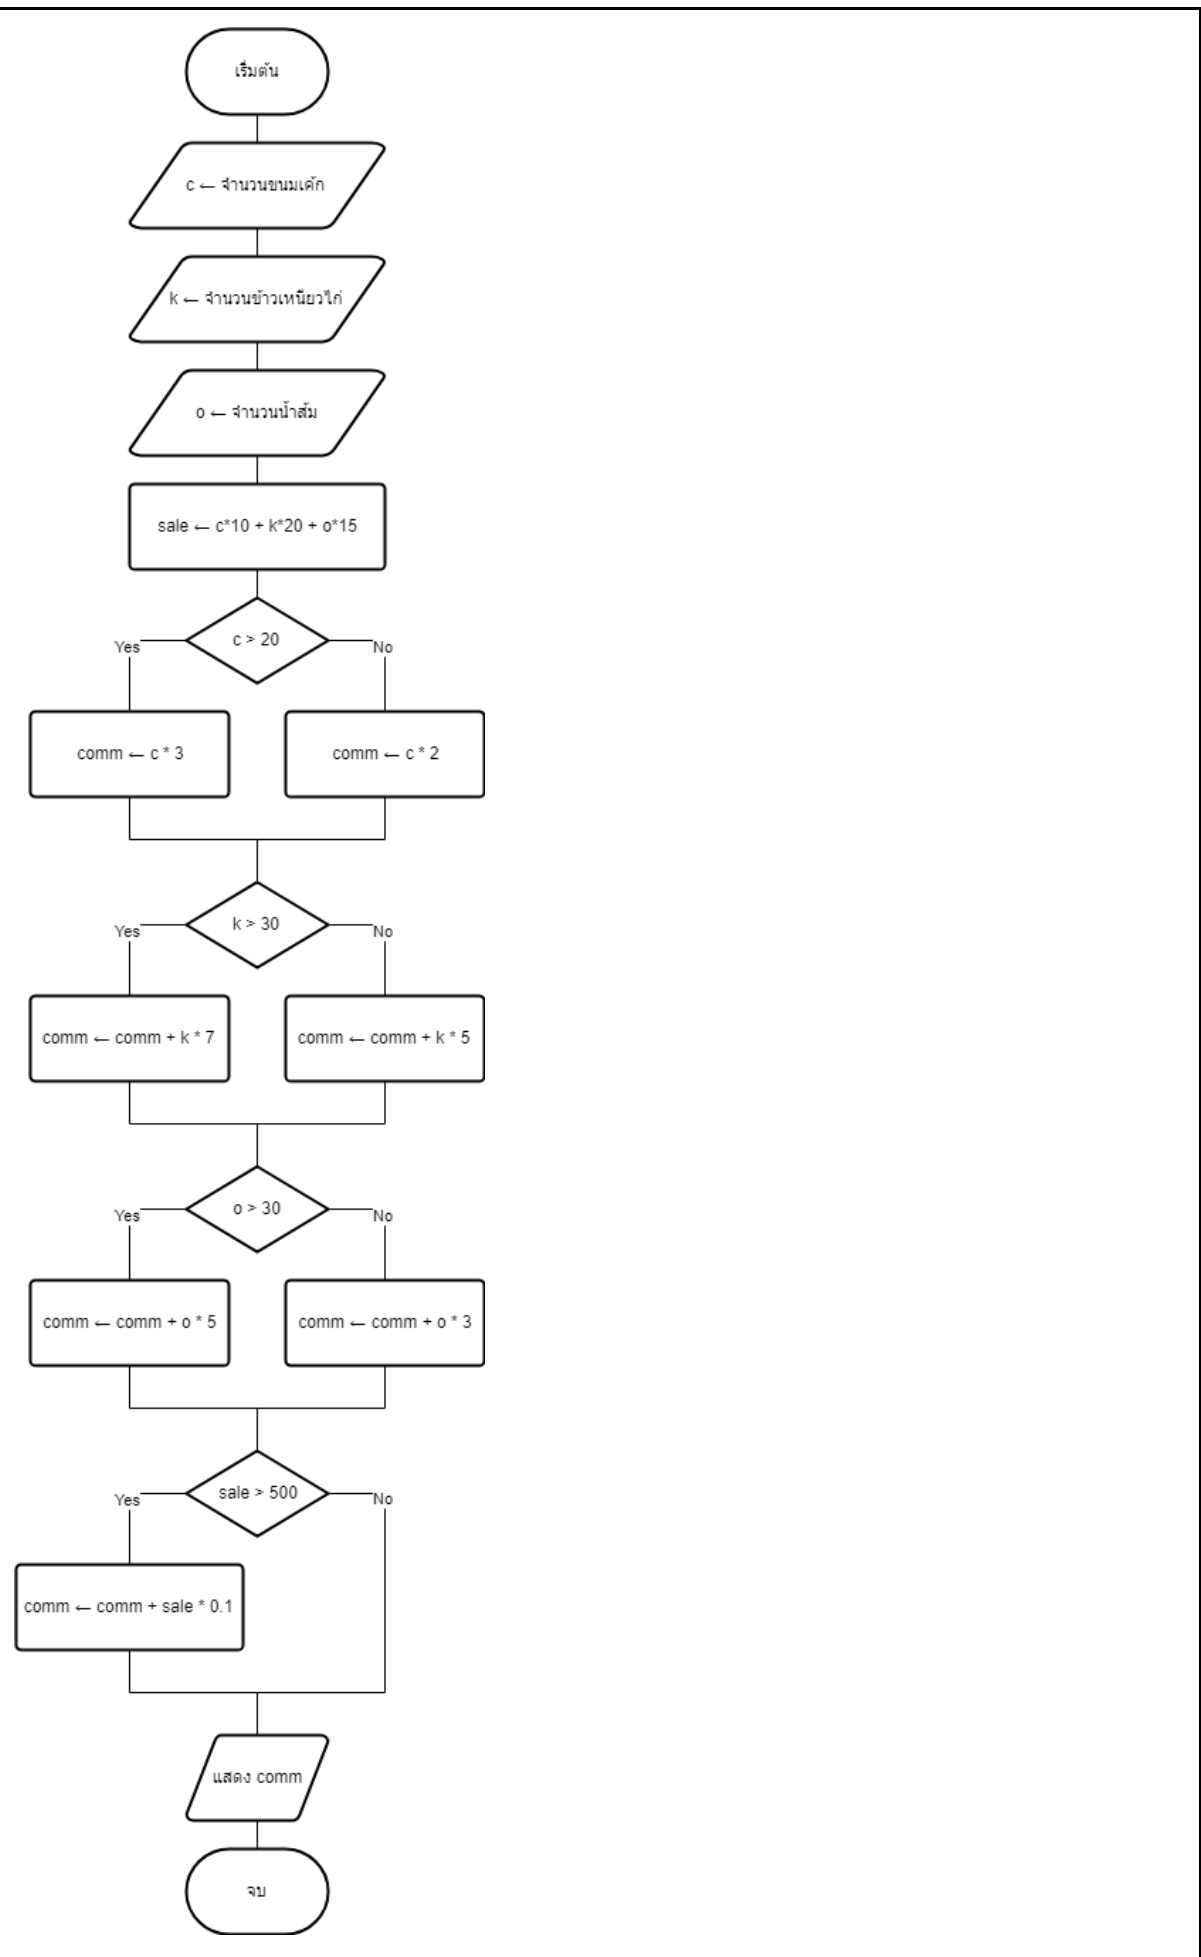 เริ่มต้น
c ← จำนวนขนมเค้ก
k ← จำนวนข้าวเหนียวไก่
o ← จำนวนน้ำส้ม
sale ← c*10 + k*20 + o*15
c > 20
Yes
No
comm ← c * 3
comm ← c * 2
k > 30
Yes
No
comm ← comm + k * 7
comm ← comm + k * 5
o > 30
Yes
No
comm ← comm + o * 5
comm ← comm + o * 3
sale > 500
Yes
No
comm ← comm + sale * 0.1
แสดง comm
จบ